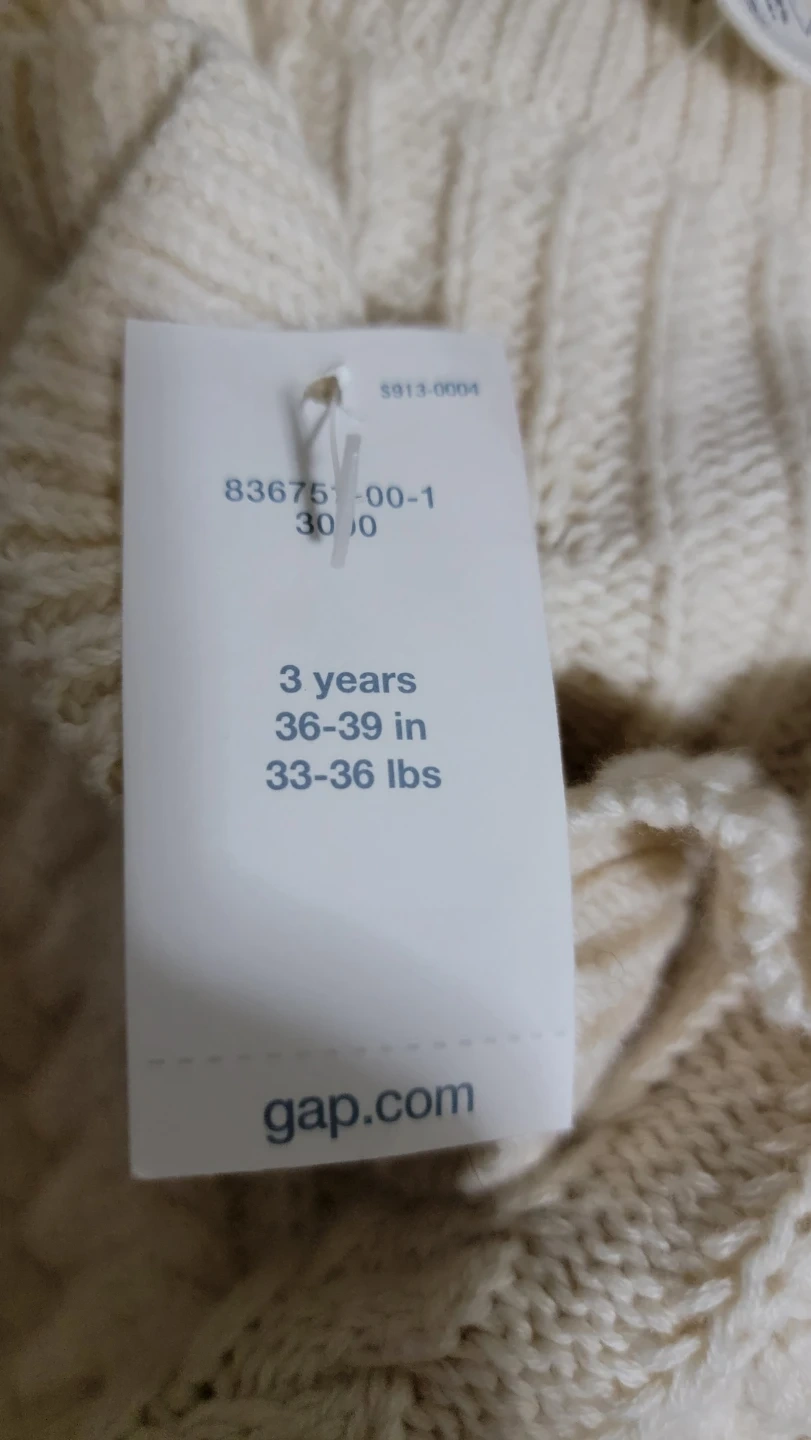 S913-0004
3 years
36-39 in
33-36 lbs
gap.com